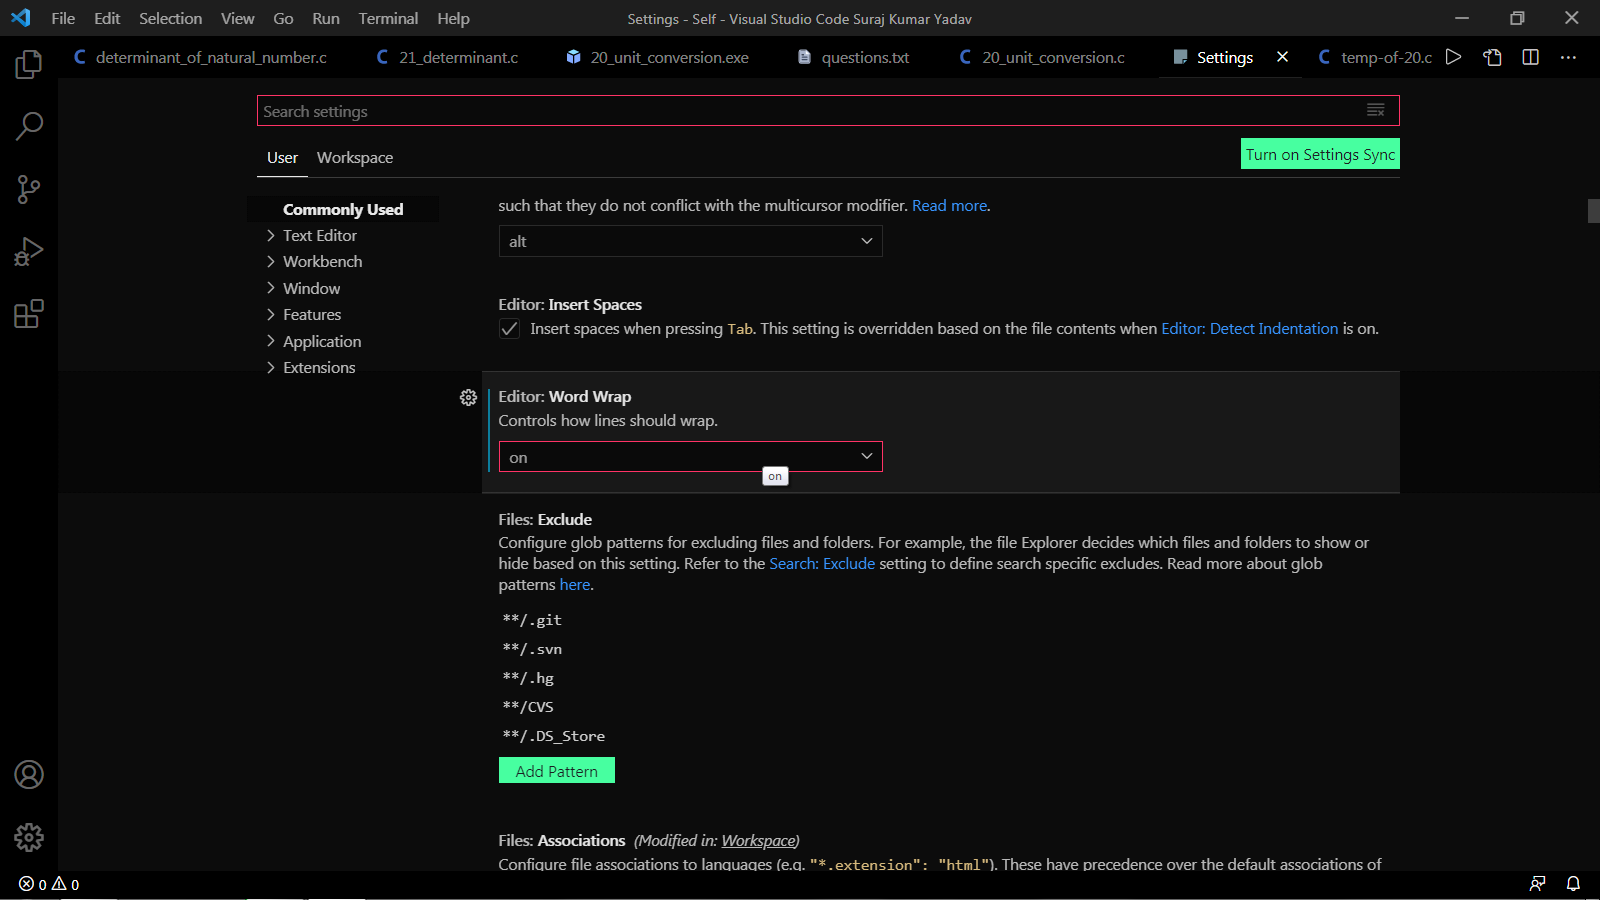 File Edit Selection View Go Run Terminal Help
Settings - Self - Visual Studio Code Suraj Kumar Yadav
determinant_of_natural_number.c 21_determinant.c 20_unit_conversion.exe questions.txt 20_unit_conversion.c Settings temp-of-20.c
Search settings
User Workspace
Turn on Settings Sync
Commonly Used
Text Editor
Workbench
Window
Features
Application
Extensions
such that they do not conflict with the multicursor modifier. Read more.
alt
Editor: Insert Spaces
Insert spaces when pressing Tab. This setting is overridden based on the file contents when Editor: Detect Indentation is on.
Editor: Word Wrap
Controls how lines should wrap.
on
on
Files: Exclude
Configure glob patterns for excluding files and folders. For example, the file Explorer decides which files and folders to show or
hide based on this setting. Refer to the Search: Exclude setting to define search specific excludes. Read more about glob
patterns here.
**/.git
**/.svn
**/.hg
**/CVS
**/.DS_Store
Add Pattern
Files: Associations (Modified in: Workspace)
Configure file associations to languages (e.g. "*.extension": "html"). These have precedence over the default associations of
0 0